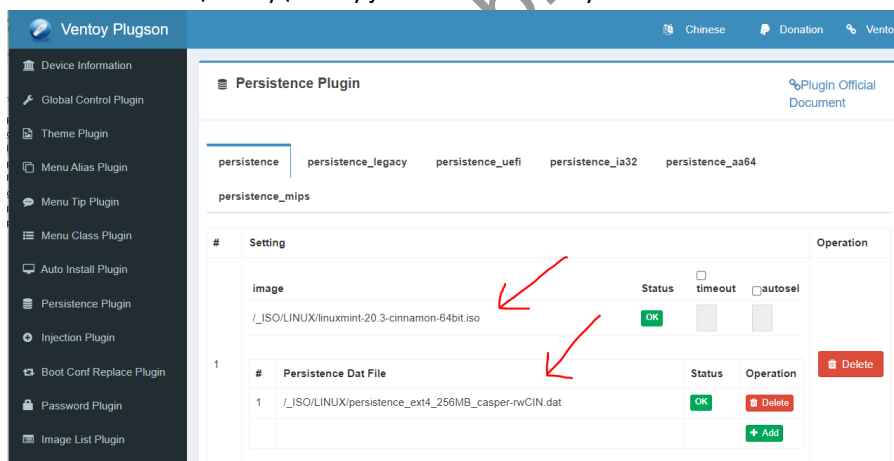 Ventoy Plugson
Chinese
Donation
Vento
Device Information
Global Control Plugin
Theme Plugin
Menu Alias Plugin
Menu Tip Plugin
Menu Class Plugin
Auto Install Plugin
Persistence Plugin
Injection Plugin
Boot Conf Replace Plugin
Password Plugin
Image List Plugin
Persistence Plugin
Plugin Official
Document
persistence persistence_legacy persistence_uefi persistence_ia32 persistence_aa64
persistence_mips
# Setting Operation
image Status timeout autosel
/_ISO/LINUX/linuxmint-20.3-cinnamon-64bit.iso OK
1
# Persistence Dat File Status Operation
1 /_ISO/LINUX/persistence_ext4_256MB_casper-rwCIN.dat OK Delete
Add
Delete